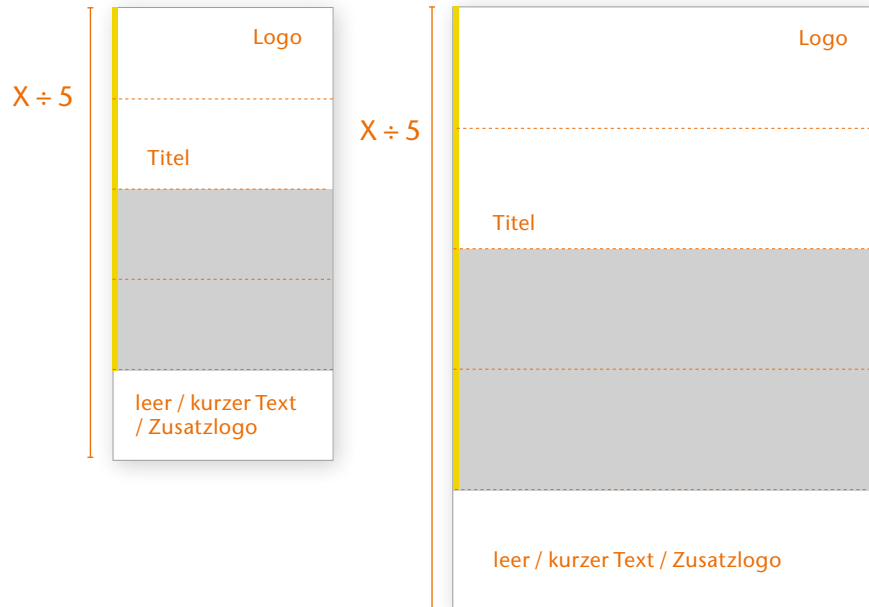 Logo
X ÷ 5
Titel
leer / kurzer Text
/ Zusatzlogo
Logo
X ÷ 5
Titel
leer / kurzer Text / Zusatzlogo